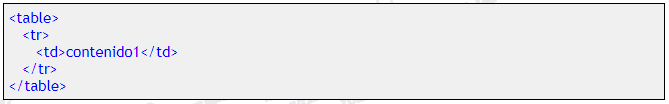 <table>
<tr>
<td>contenido1</td>
</tr>
</table>